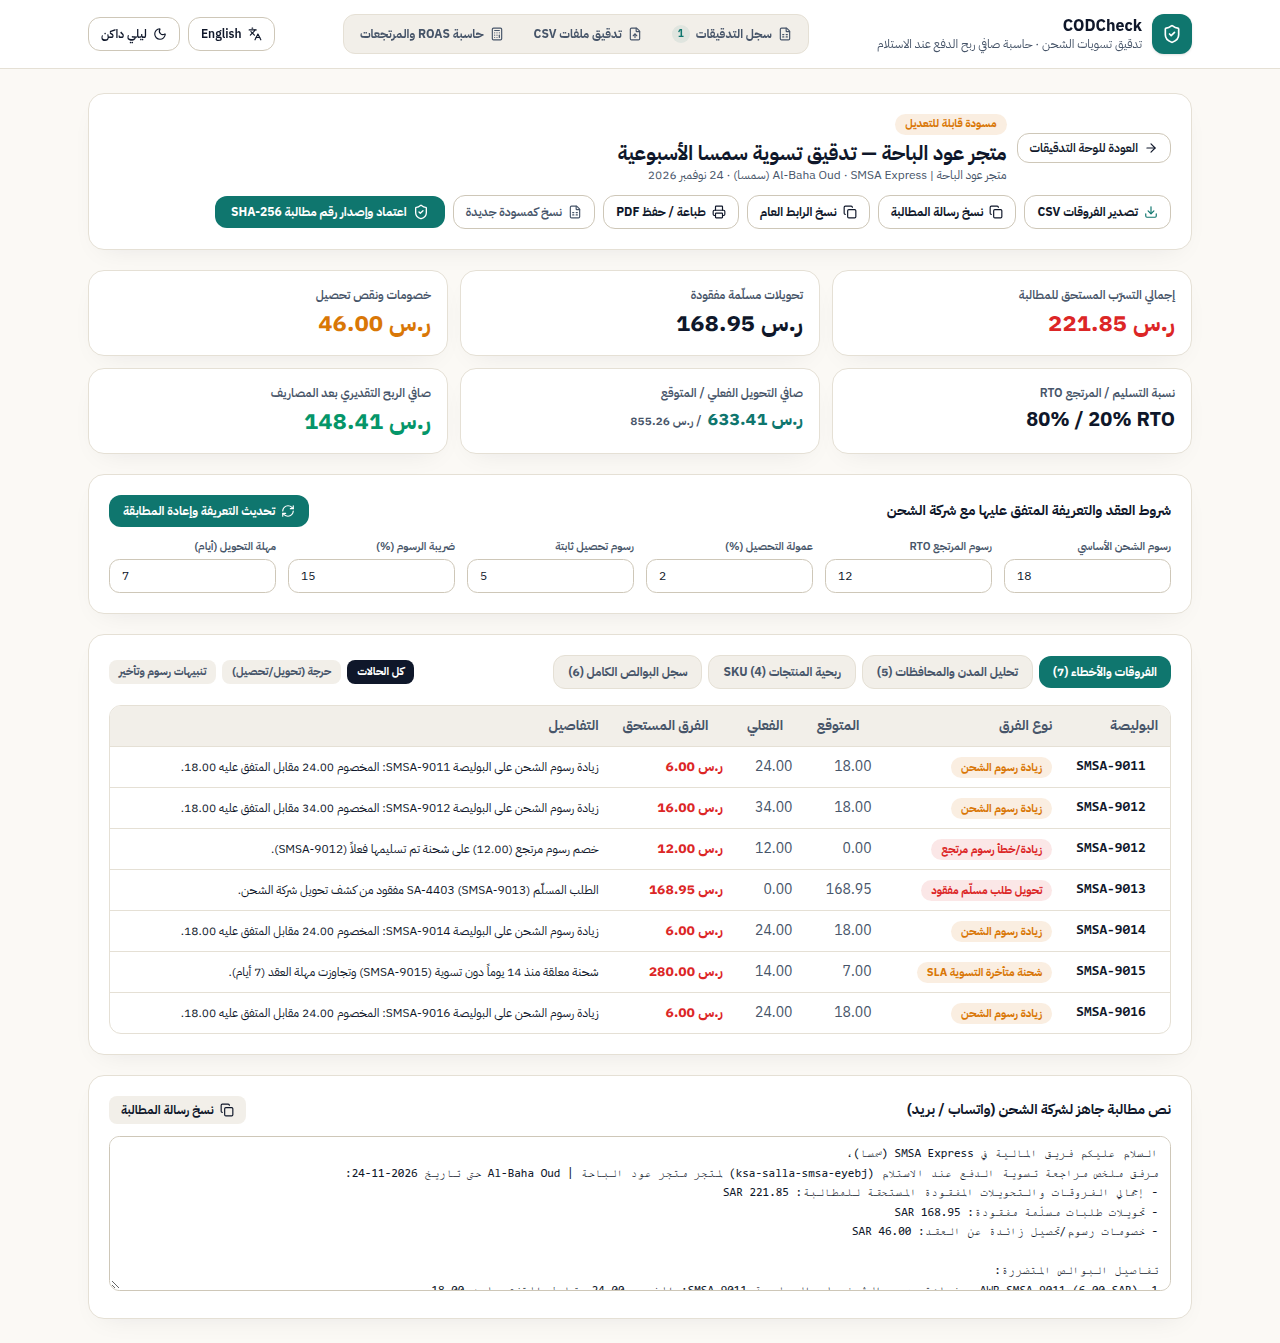 CODCheck
تدقيق تسويات الشحن · حاسبة صافي ربح الدفع عند الاستلام
سجل التدقيقات 1
تدقيق ملفات CSV
حاسبة ROAS والمرتجعات
English
ليلي داكن
العودة للوحة التدقيقات
مسودة قابلة للتعديل
متجر عود الباحة — تدقيق تسوية سمسا الأسبوعية
متجر عود الباحة | Al-Baha Oud · SMSA Express (سمسا) · 24 نوفمبر 2026
تصدير الفروقات CSV
نسخ رسالة المطالبة
نسخ الرابط العام
طباعة / حفظ PDF
نسخ كمسودة جديدة
اعتماد وإصدار رقم مطالبة SHA-256
إجمالي التسرّب المستحق للمطالبة
ر.س 221.85
تحويلات مسلّمة مفقودة
ر.س 168.95
خصومات ونقص تحصيل
ر.س 46.00
نسبة التسليم / المرتجع RTO
80% / 20% RTO
صافي التحويل الفعلي / المتوقع
ر.س 633.41 / ر.س 855.26
صافي الربح التقديري بعد المصاريف
ر.س 148.41
شروط العقد والتعريفة المتفق عليها مع شركة الشحن
تحديث التعريفة وإعادة المطابقة
رسوم الشحن الأساسي
رسوم المرتجع RTO
عمولة التحصيل (%)
رسوم تحصيل ثابتة
ضريبة الرسوم (%)
مهلة التحويل (أيام)
18
12
2
5
15
7
الفروقات والأخطاء (7)
تحليل المدن والمحافظات (5)
ربحية المنتجات SKU (4)
سجل البوالص الكامل (6)
كل الحالات
حرجة (تحويل/تحصيل)
تنبيهات رسوم وتأخير
البوليصة نوع الفرق المتوقع الفعلي الفرق المستحق التفاصيل
SMSA-9011 زيادة رسوم الشحن 18.00 24.00 ر.س 6.00 زيادة رسوم الشحن على البوليصة SMSA-9011: المخصوم 24.00 مقابل المتفق عليه 18.00.
SMSA-9012 زيادة رسوم الشحن 18.00 34.00 ر.س 16.00 زيادة رسوم الشحن على البوليصة SMSA-9012: المخصوم 34.00 مقابل المتفق عليه 18.00.
SMSA-9012 زيادة/خطأ رسوم مرتجع 0.00 12.00 ر.س 12.00 خصم رسوم مرتجع (12.00) على شحنة تم تسليمها فعلاً (SMSA-9012).
SMSA-9013 تحويل طلب مسلّم مفقود 168.95 0.00 ر.س 168.95 الطلب المسلّم SA-4403 (SMSA-9013) مفقود من كشف تحويل شركة الشحن.
SMSA-9014 زيادة رسوم الشحن 18.00 24.00 ر.س 6.00 زيادة رسوم الشحن على البوليصة SMSA-9014: المخصوم 24.00 مقابل المتفق عليه 18.00.
SMSA-9015 شحنة متأخرة التسوية SLA 7.00 14.00 ر.س 280.00 شحنة معلقة منذ 14 يوماً دون تسوية (SMSA-9015) وتجاوزت مهلة العقد (7 أيام).
SMSA-9016 زيادة رسوم الشحن 18.00 24.00 ر.س 6.00 زيادة رسوم الشحن على البوليصة SMSA-9016: المخصوم 24.00 مقابل المتفق عليه 18.00.
نص مطالبة جاهز لشركة الشحن (واتساب / بريد)
نسخ رسالة المطالبة
السلام عليكم فريق المالية في SMSA Express (سمسا)،
مرفق ملخص مراجعة تسوية الدفع عند الاستلام (ksa-salla-smsa-eyebj) لمتجر متجر عود الباحة | Al-Baha Oud حتى تاريخ 2026-11-24:
- إجمالي الفروقات والتحويلات المفقودة المستحقة للمطالبة: 221.85 SAR
- تحويلات طلبات مسلّمة مفقودة: 168.95 SAR
- خصومات رسوم/تحصيل زائدة عن العقد: 46.00 SAR
تفاصيل البوالص المتضررة: